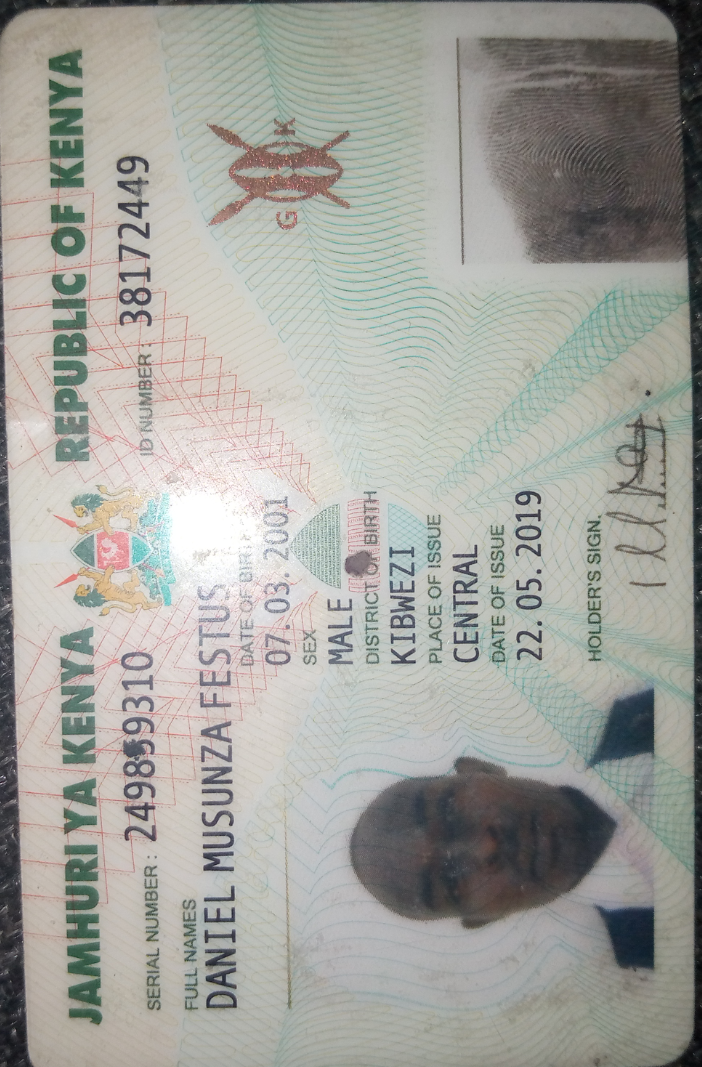 JAMHURI YA KENYA REPUBLIC OF KENYA
SERIAL NUMBER: 249859310 ID NUMBER: 38172449
FULL NAMES
DANIEL MUSUNZA FESTUS
DATE OF BIRTH
07. 03. 2001
SEX
MALE
DISTRICT OF BIRTH
KIBWEZI
PLACE OF ISSUE
CENTRAL
DATE OF ISSUE
22. 05. 2019
HOLDER'S SIGN.
G K